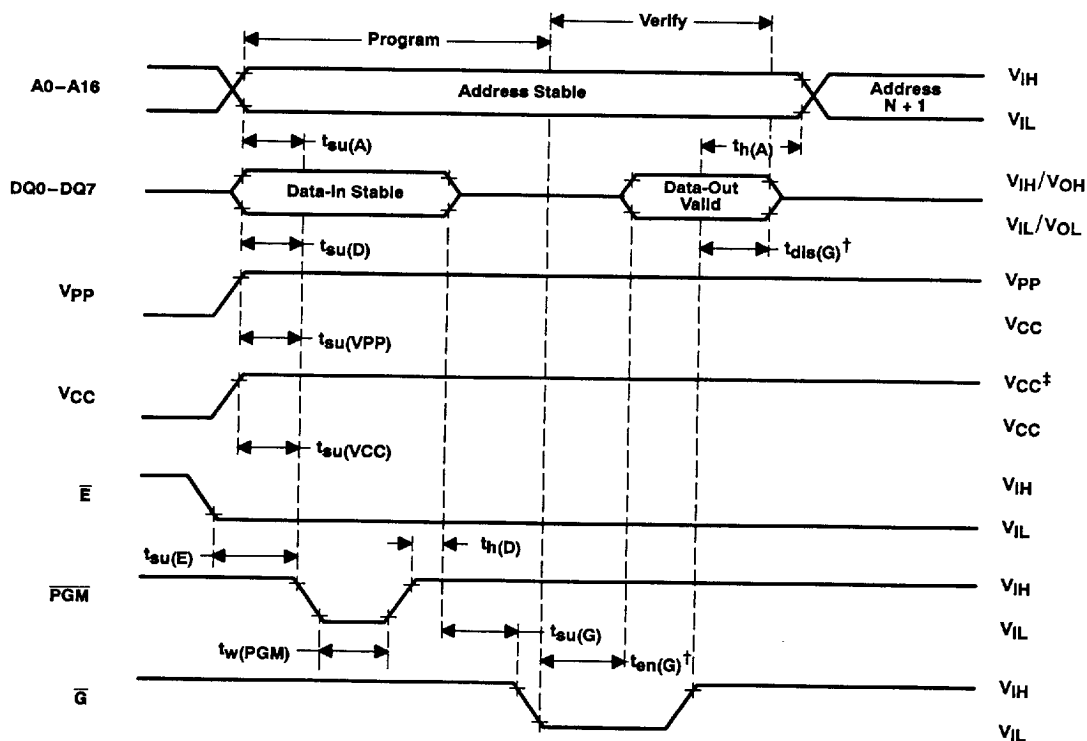 Verify
Program
A0–A16
Address Stable
Address
N + 1
VIH
VIL
tsu(A)
th(A)
DQ0–DQ7
Data-In Stable
Data-Out
Valid
VIH/VOH
VIL/VOL
tsu(D)
tdis(G)†
VPP
VPP
VCC
tsu(VPP)
VCC
VCC‡
VCC
tsu(VCC)
E̅
VIH
VIL
tsu(E)
th(D)
P̅G̅M̅
VIH
VIL
tw(PGM)
tsu(G)
ten(G)†
G̅
VIH
VIL